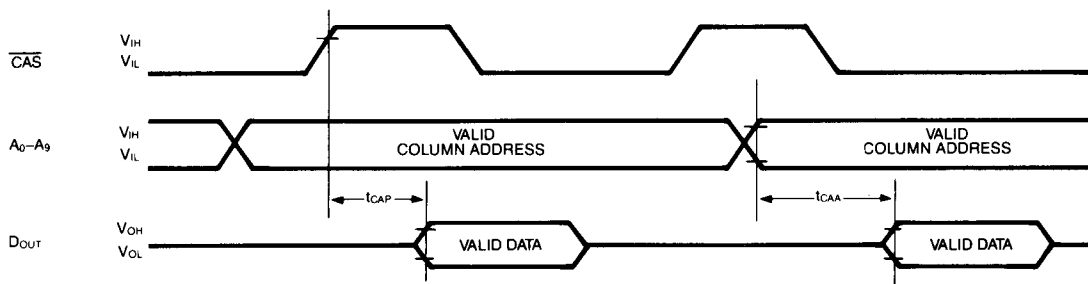 CAS
VIH
VIL
A0–A9
VIH
VIL
VALID
COLUMN ADDRESS
VALID
COLUMN ADDRESS
tCAP
tCAA
DOUT
VOH
VOL
VALID DATA
VALID DATA